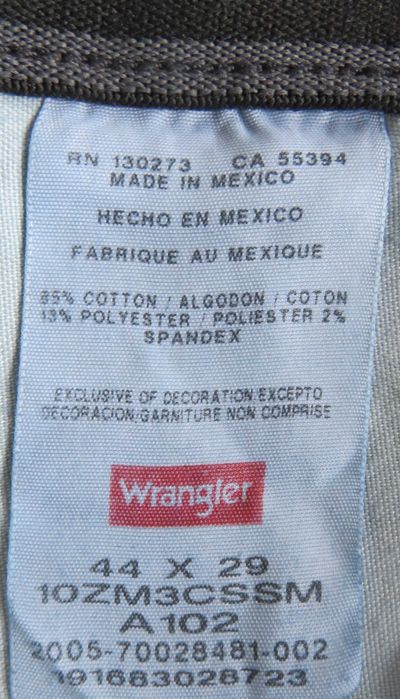 RN 130273 CA 55394
MADE IN MEXICO
HECHO EN MEXICO
FABRIQUE AU MEXIQUE
85% COTTON / ALGODON / COTON
13% POLYESTER / POLIESTER 2%
SPANDEX
EXCLUSIVE OF DECORATION.EXCEPTO
DECORACION/GARNITURE NON COMPRISE
Wrangler
44 X 29
10ZM3CSSM
A102
2005-70028481-002
191683028723